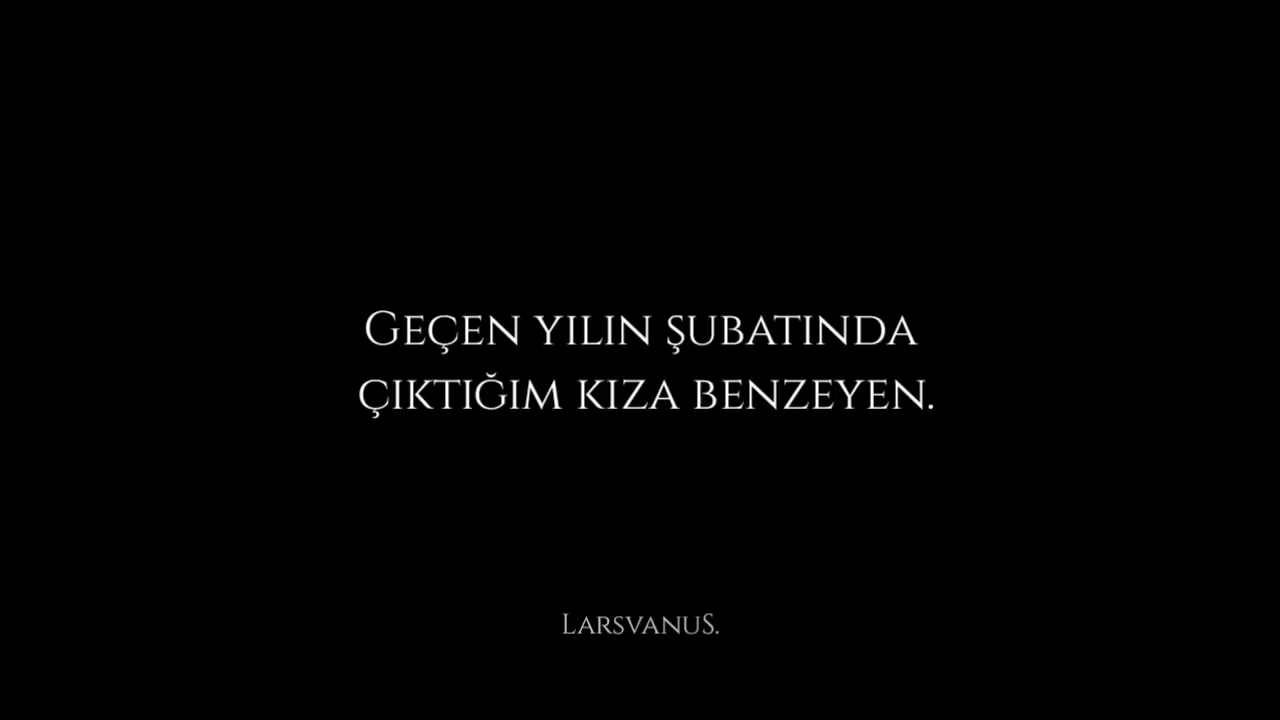 Geçen yılın şubatında
çıktığım kıza benzeyen.
LarsvanuS.